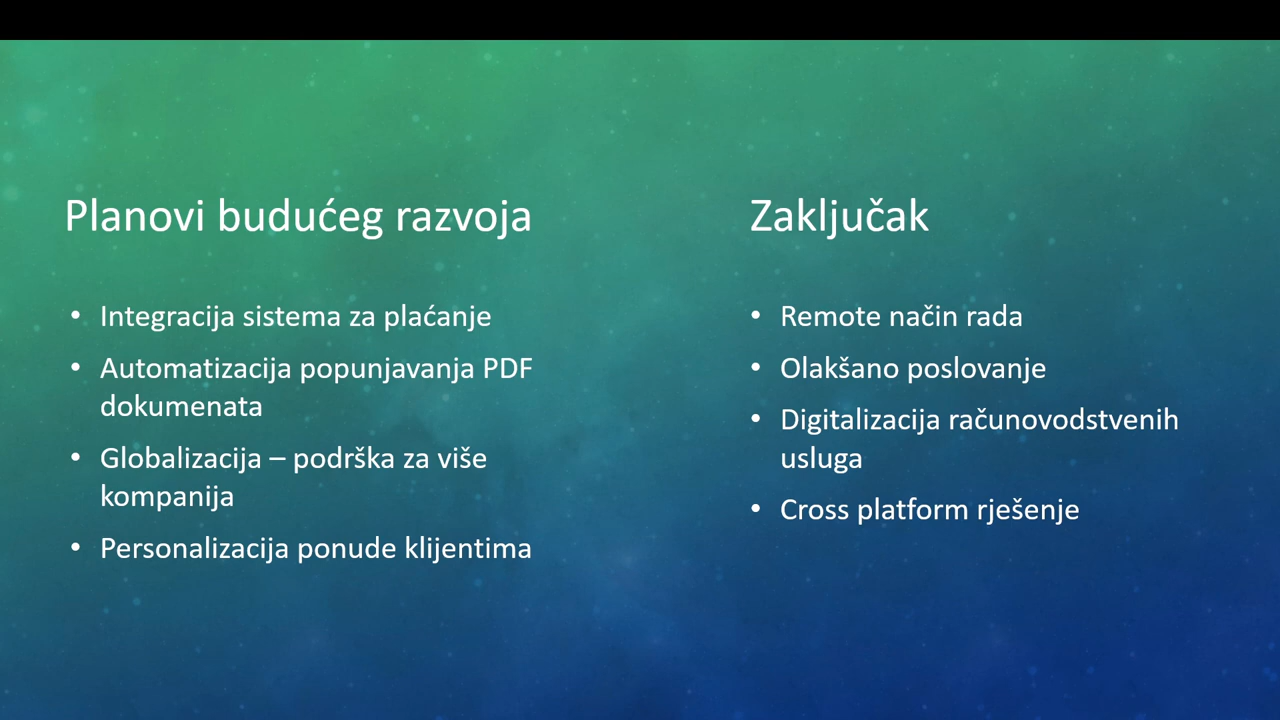 Planovi budućeg razvoja
• Integracija sistema za plaćanje
• Automatizacija popunjavanja PDF
dokumenata
• Globalizacija – podrška za više
kompanija
• Personalizacija ponude klijentima
Zaključak
• Remote način rada
• Olakšano poslovanje
• Digitalizacija računovodstvenih
usluga
• Cross platform rješenje